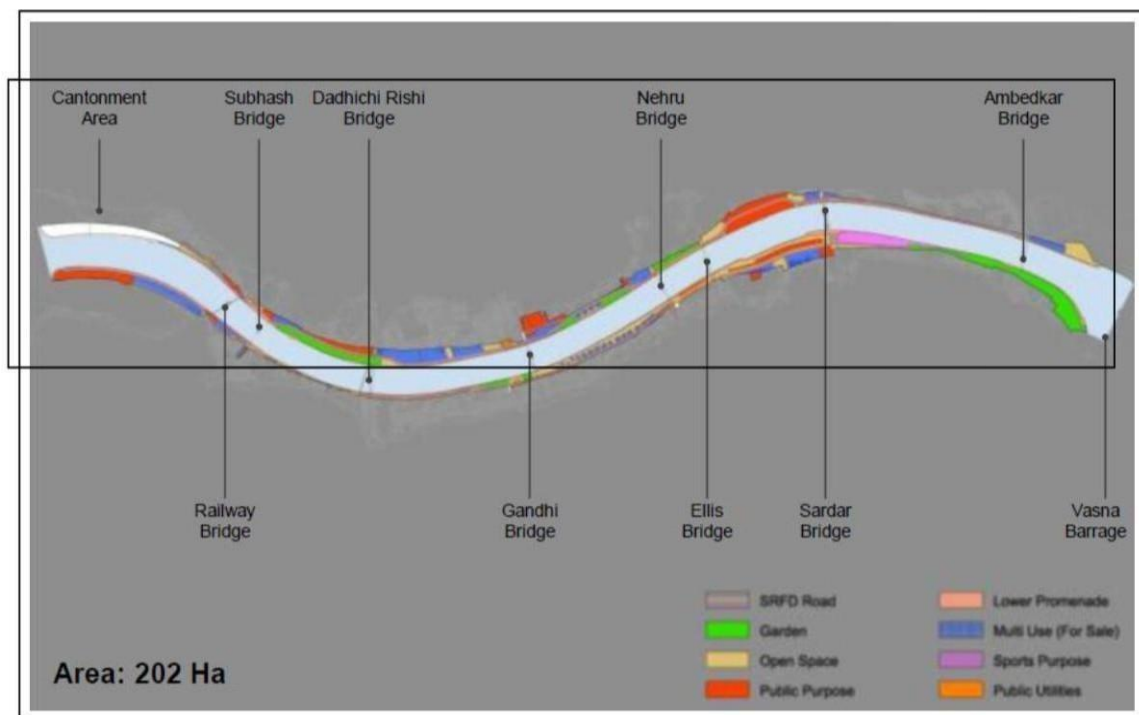 Cantonment
Area
Subhash
Bridge
Dadhichi Rishi
Bridge
Nehru
Bridge
Ambedkar
Bridge
Railway
Bridge
Gandhi
Bridge
Ellis
Bridge
Sardar
Bridge
Vasna
Barrage
SRFD Road
Garden
Open Space
Public Purpose
Lower Promenade
Multi Use (For Sale)
Sports Purpose
Public Utilities
Area: 202 Ha